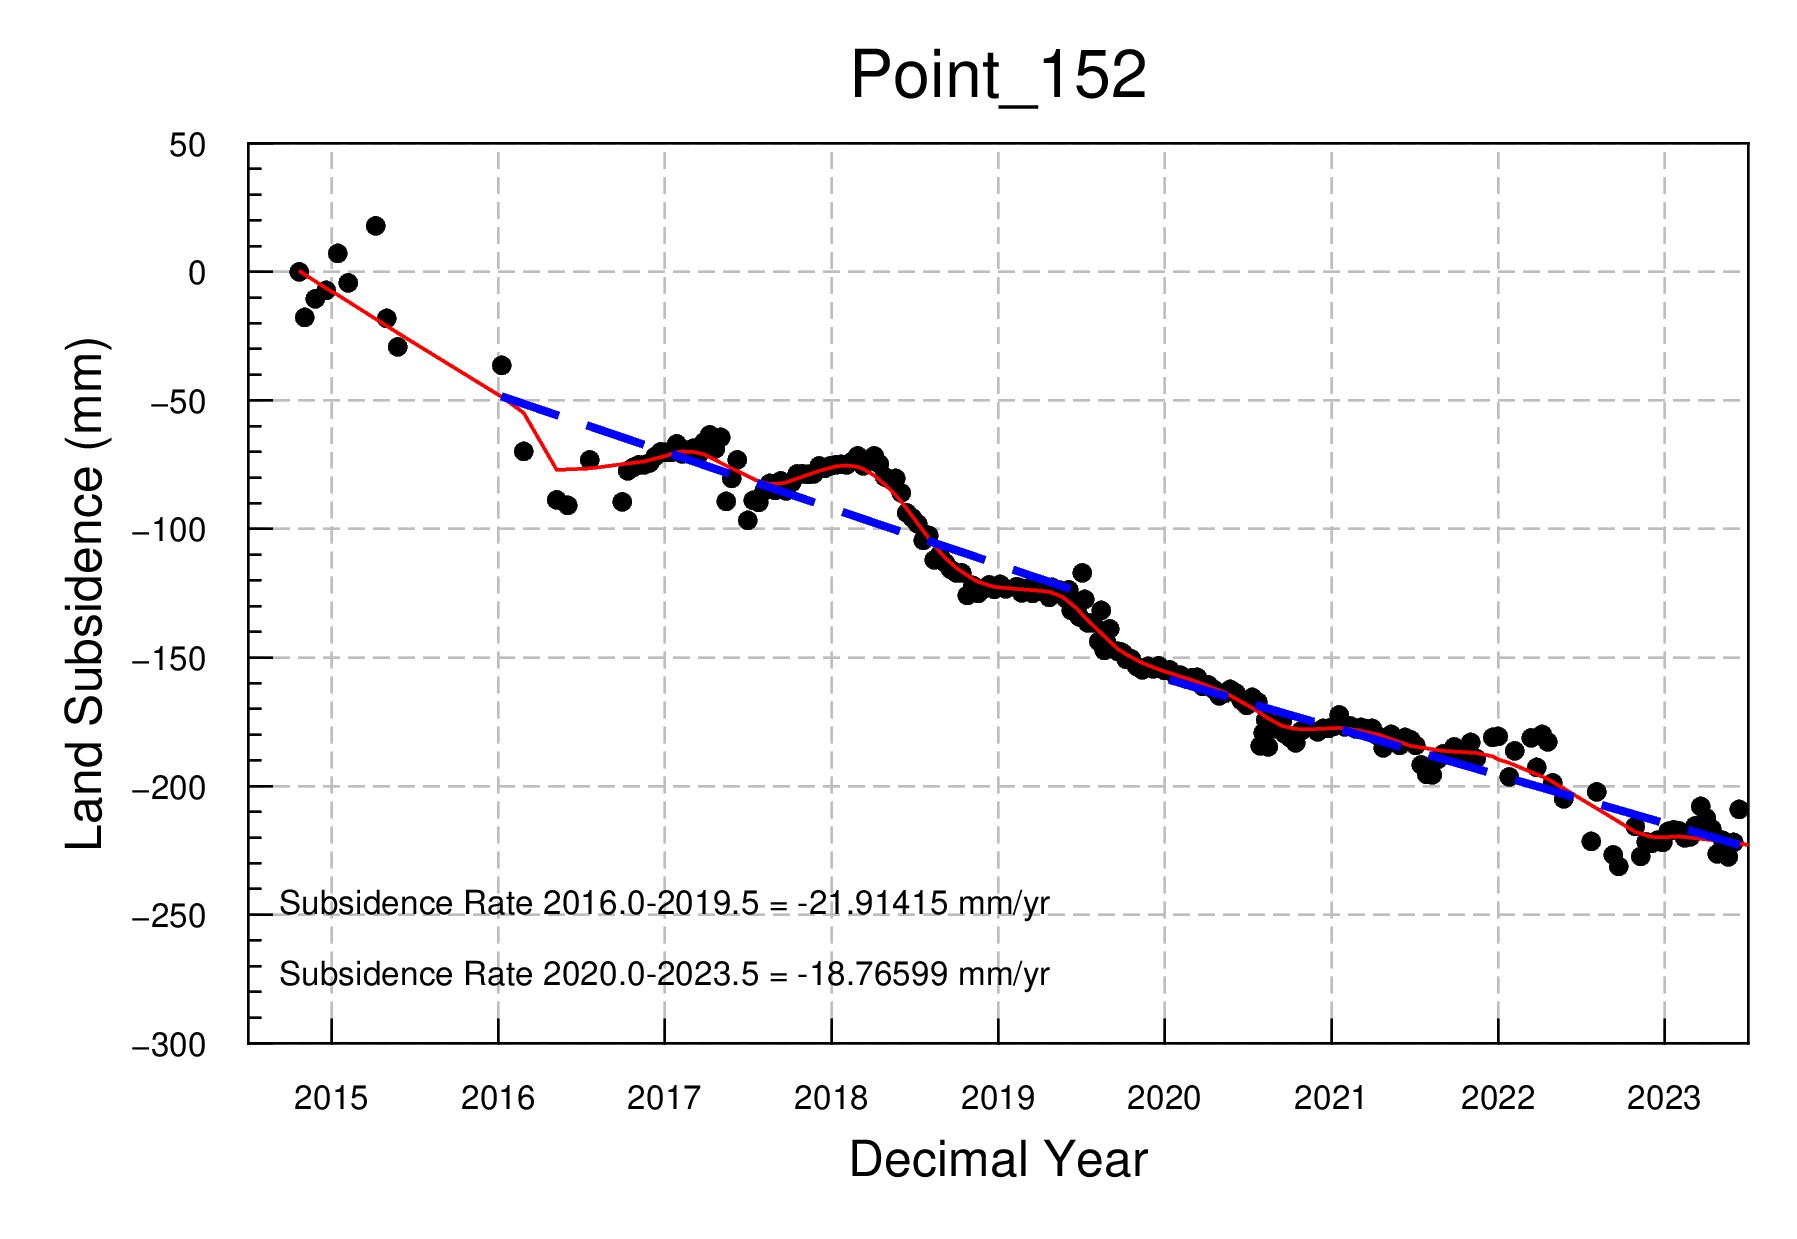 Point_152
50
0
−50
−100
−150
−200
−250
−300
Land Subsidence (mm)
Subsidence Rate 2016.0-2019.5 = -21.91415 mm/yr
Subsidence Rate 2020.0-2023.5 = -18.76599 mm/yr
2015 2016 2017 2018 2019 2020 2021 2022 2023
Decimal Year